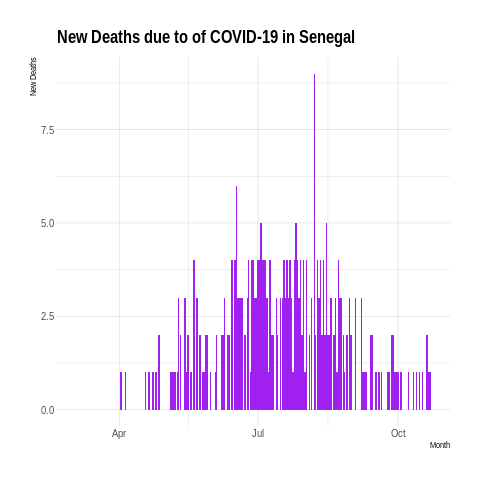 New Deaths due to of COVID-19 in Senegal
New Deaths
7.5
5.0
2.5
0.0
Apr Jul Oct
Month